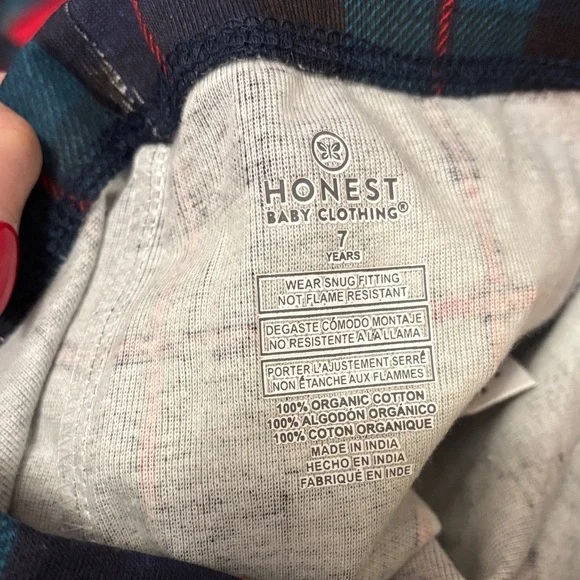 HONEST
BABY CLOTHING®
7
YEARS
WEAR SNUG FITTING
NOT FLAME RESISTANT
DEGASTE CÓMODO MONTAJE
NO RESISTENTE A LA LLAMA
PORTER L'AJUSTEMENT SERRÉ
NON ÉTANCHE AUX FLAMMES
100% ORGANIC COTTON
100% ALGODÓN ORGÁNICO
100% COTON ORGANIQUE
MADE IN INDIA
HECHO EN INDIA
FABRIQUÉ EN INDE